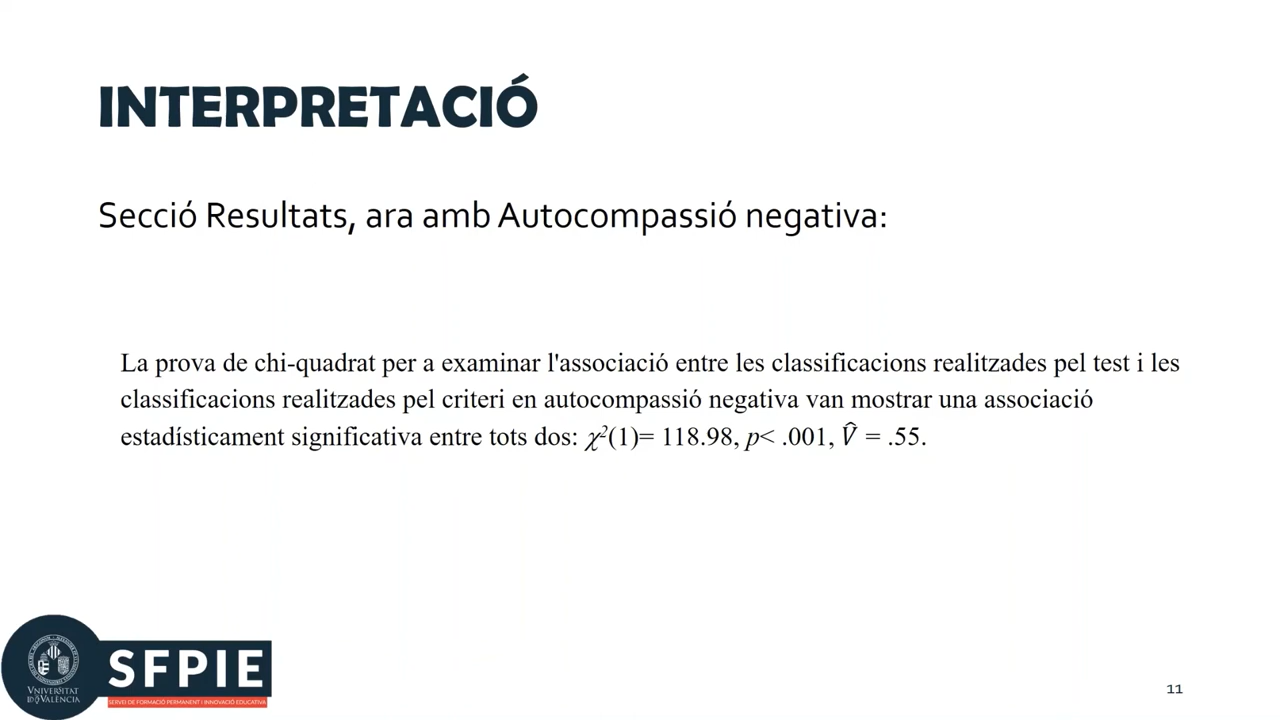 INTERPRETACIÓ
Secció Resultats, ara amb Autocompassió negativa:
La prova de chi-quadrat per a examinar l'associació entre les classificacions realitzades pel test i les
classificacions realitzades pel criteri en autocompassió negativa van mostrar una associació
estadísticament significativa entre tots dos: χ²(1)= 118.98, p< .001, V̂ = .55.
VNIVERSITAT
ID VALÈNCIA
SFPIE
SERVEI DE FORMACIÓ PERMANENT I INNOVACIÓ EDUCATIVA
11